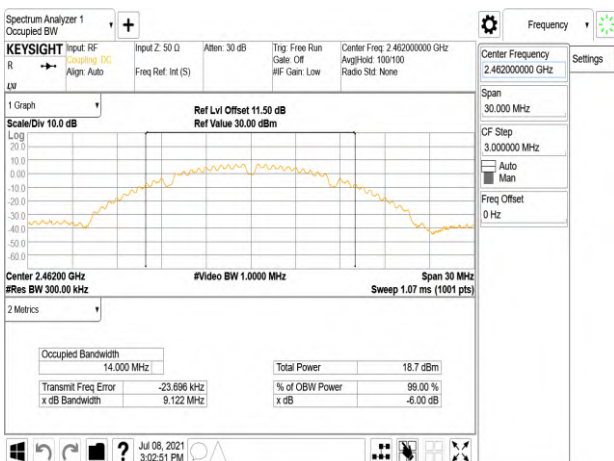 Spectrum Analyzer 1
Occupied BW
+
Frequency
KEYSIGHT
R
Input: RF
Coupling: DC
Align: Auto
Input Z: 50 Ω
Freq Ref: Int (S)
Atten: 30 dB
Trig: Free Run
Gate: Off
#IF Gain: Low
Center Freq: 2.462000000 GHz
Avg|Hold: 100/100
Radio Std: None
LXI
Center Frequency
2.462000000 GHz
Settings
Span
30.000 MHz
CF Step
3.000000 MHz
Auto
Man
Freq Offset
0 Hz
1 Graph
Scale/Div 10.0 dB
Ref Lvl Offset 11.50 dB
Ref Value 30.00 dBm
Log
20.0
10.0
0.00
-10.0
-20.0
-30.0
-40.0
-50.0
-60.0
Center 2.46200 GHz
#Res BW 300.00 kHz
#Video BW 1.0000 MHz
Span 30 MHz
Sweep 1.07 ms (1001 pts)
2 Metrics
Occupied Bandwidth
14.000 MHz
Total Power 18.7 dBm
Transmit Freq Error -23.696 kHz
% of OBW Power 99.00 %
x dB Bandwidth 9.122 MHz
x dB -6.00 dB
?
Jul 08, 2021
3:02:51 PM